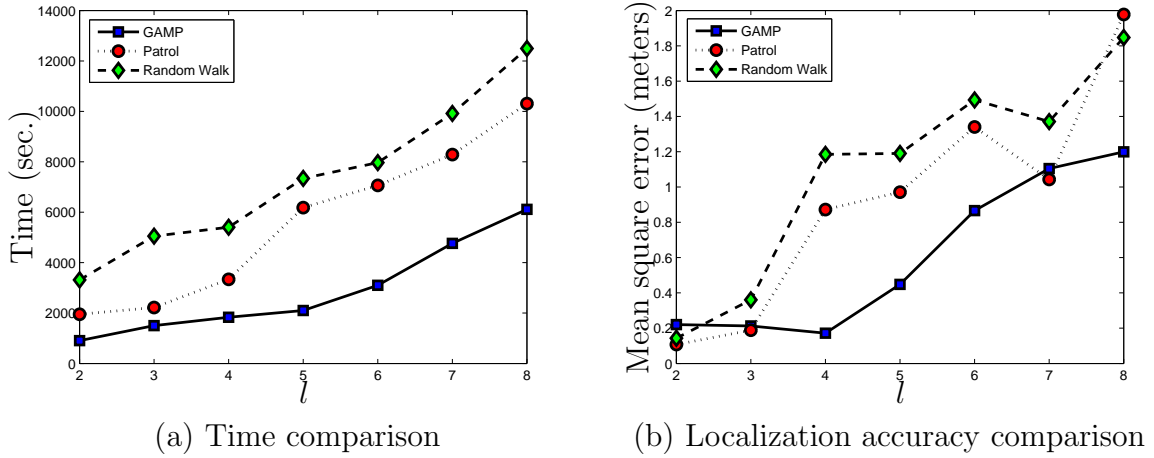 14000
12000
10000
8000
6000
4000
2000
0
Time (sec.)
GAMP
Patrol
Random Walk
2 3 4 5 6 7 8
l
(a) Time comparison
2
1.8
1.6
1.4
1.2
1
0.8
0.6
0.4
0.2
0
Mean square error (meters)
GAMP
Patrol
Random Walk
2 3 4 5 6 7 8
l
(b) Localization accuracy comparison